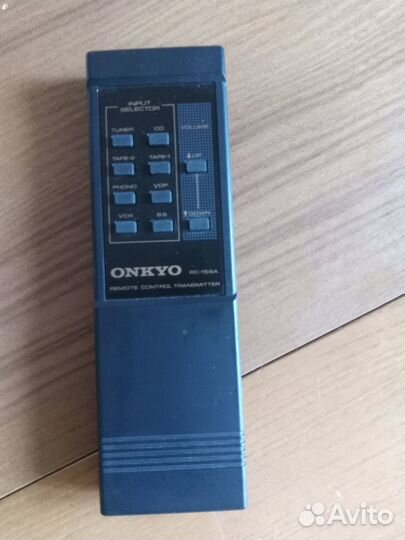 INPUT
SELECTOR
TUNER CD VOLUME
TAPE-2 TAPE-1 UP
PHONO VDP
VCR DOWN
ONKYO RC-159A
REMOTE CONTROL TRANSMITTER
Avito